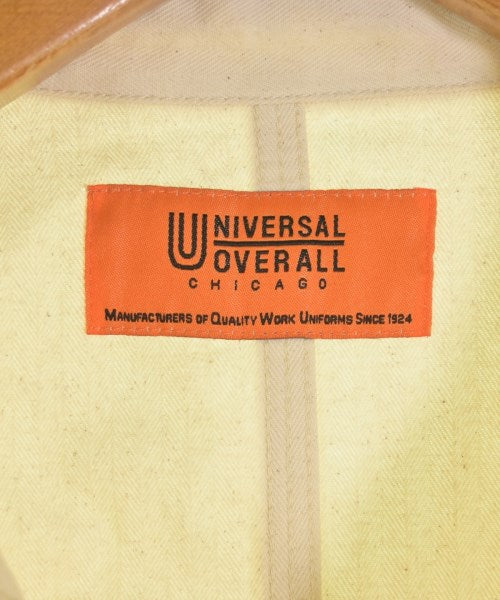 UNIVERSAL
OVERALL
CHICAGO
MANUFACTURERS OF QUALITY WORK UNIFORMS SINCE 1924